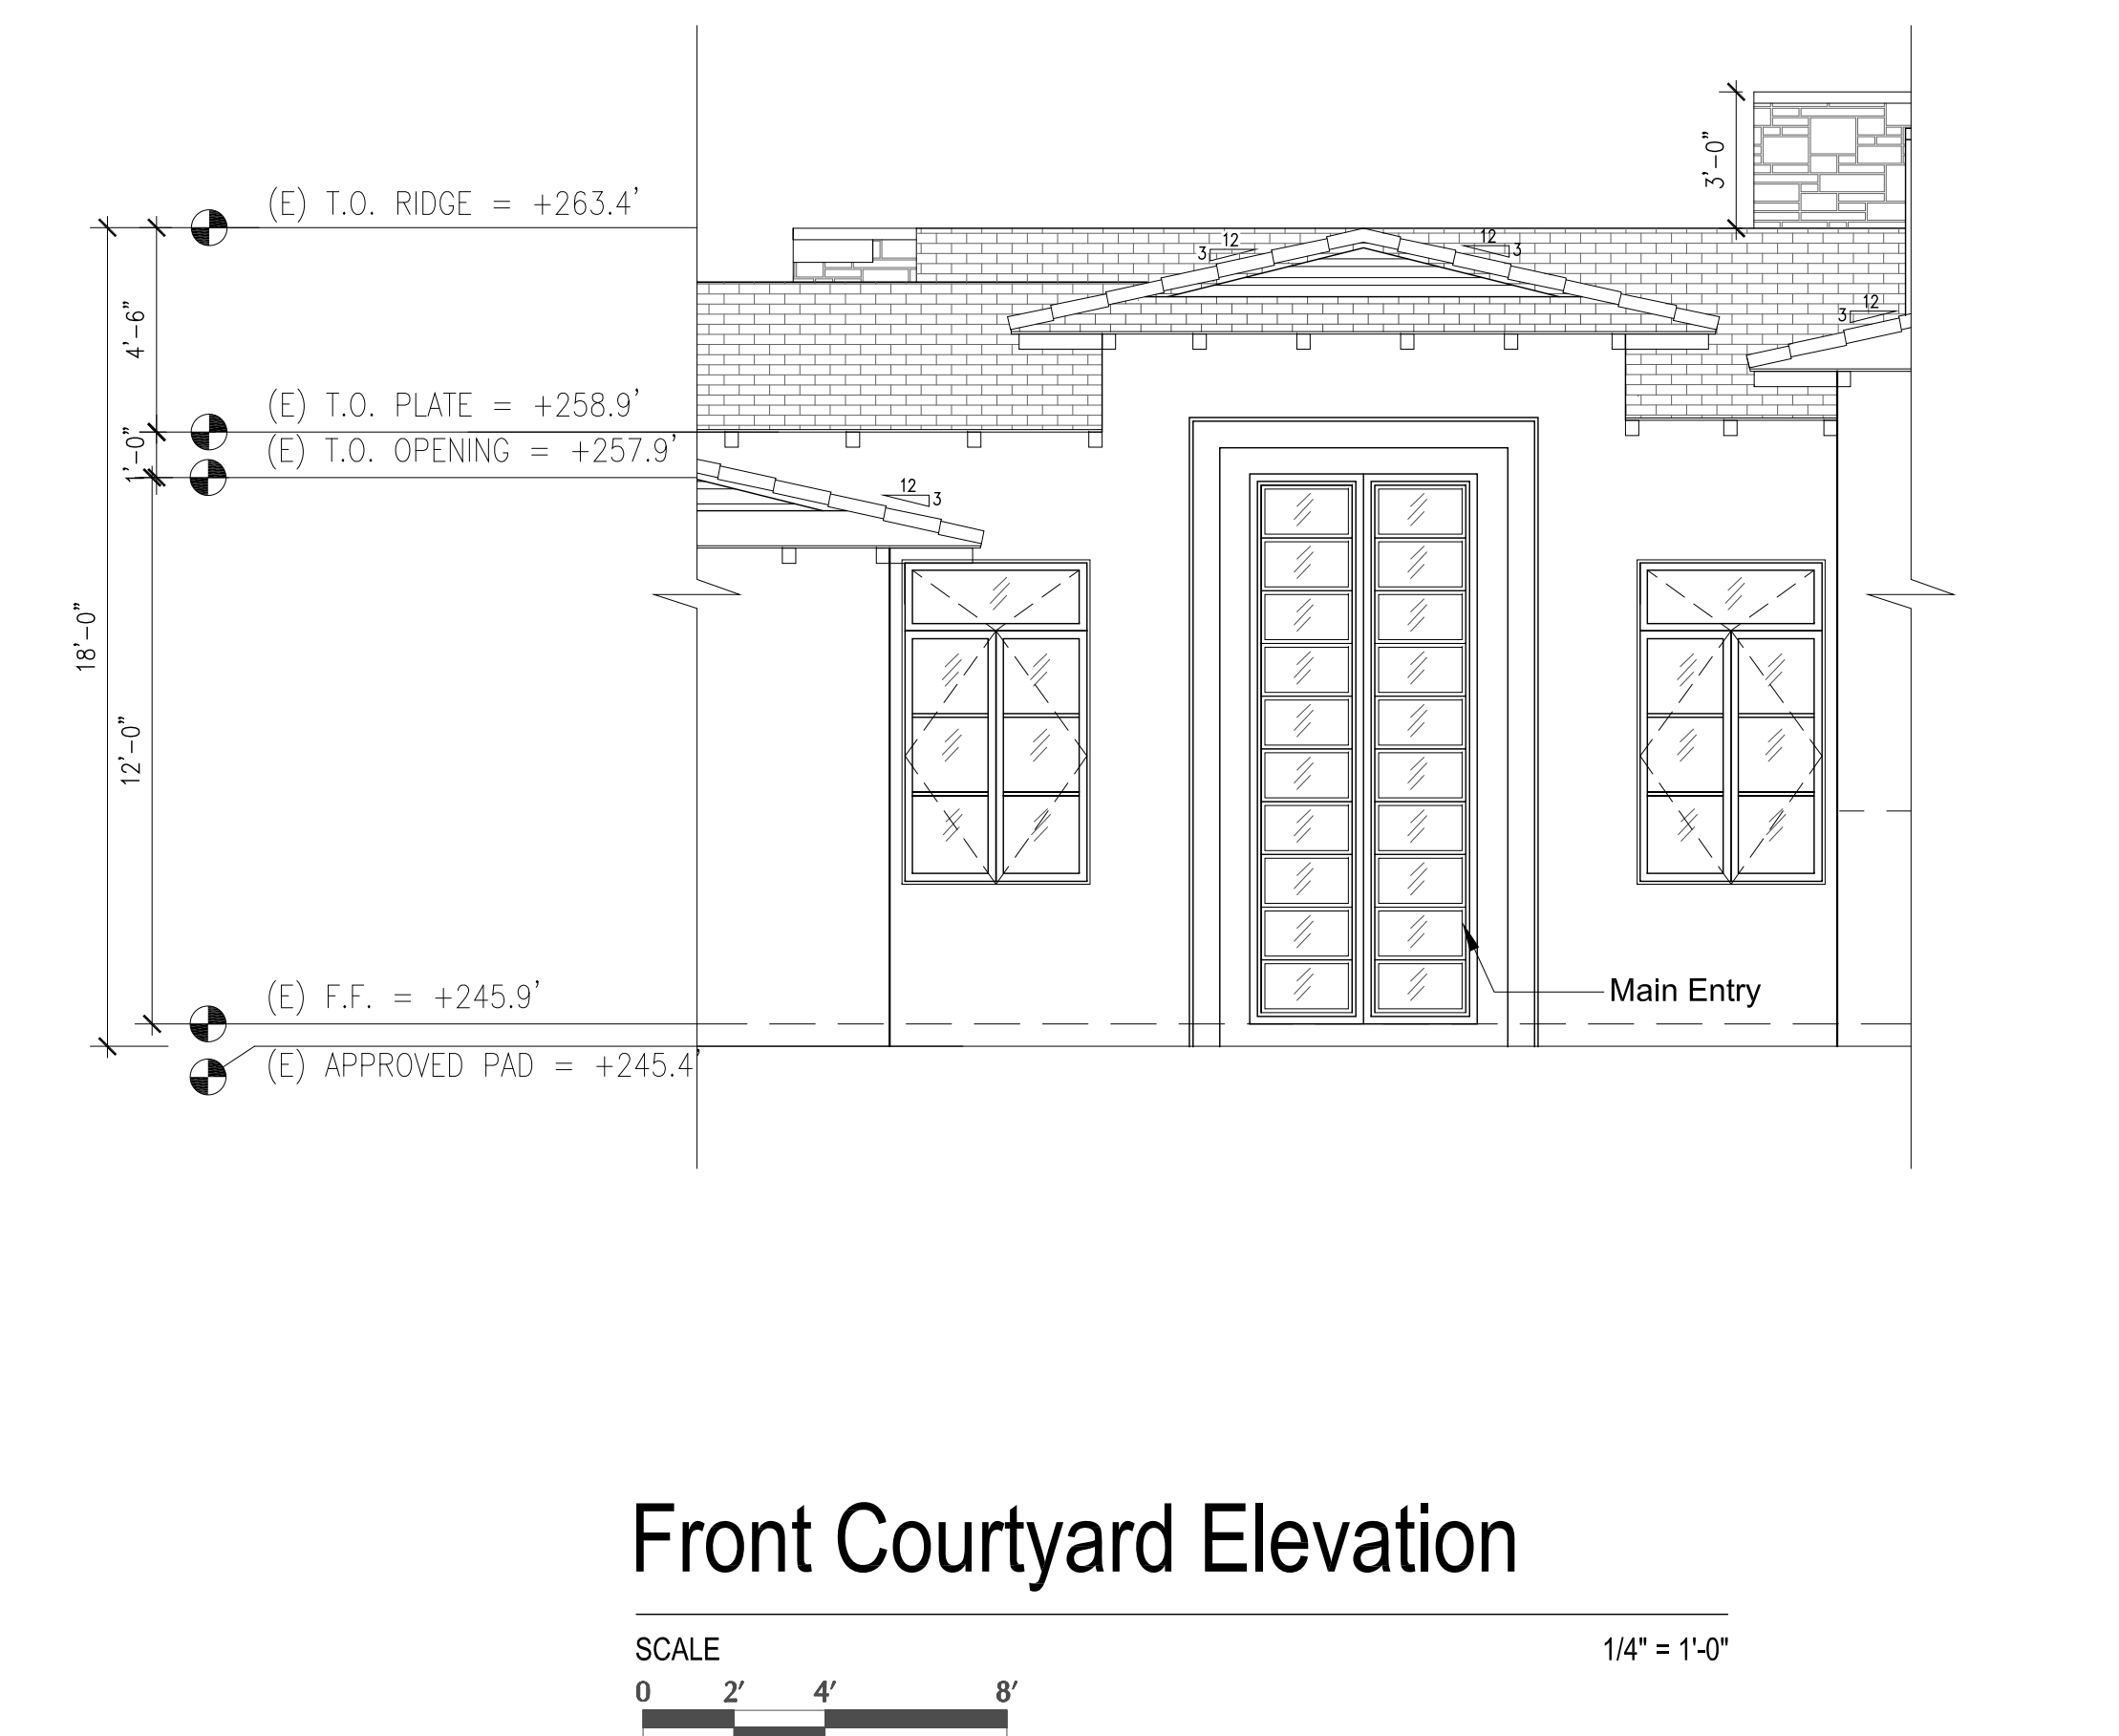 3'-0"
(E) T.O. RIDGE = +263.4'
12
3
12
3
12
3
4'-6"
(E) T.O. PLATE = +258.9'
1'-0"
(E) T.O. OPENING = +257.9'
12
3
18'-0"
12'-0"
(E) F.F. = +245.9'
Main Entry
(E) APPROVED PAD = +245.4'
Front Courtyard Elevation
SCALE
1/4" = 1'-0"
0 2' 4' 8'